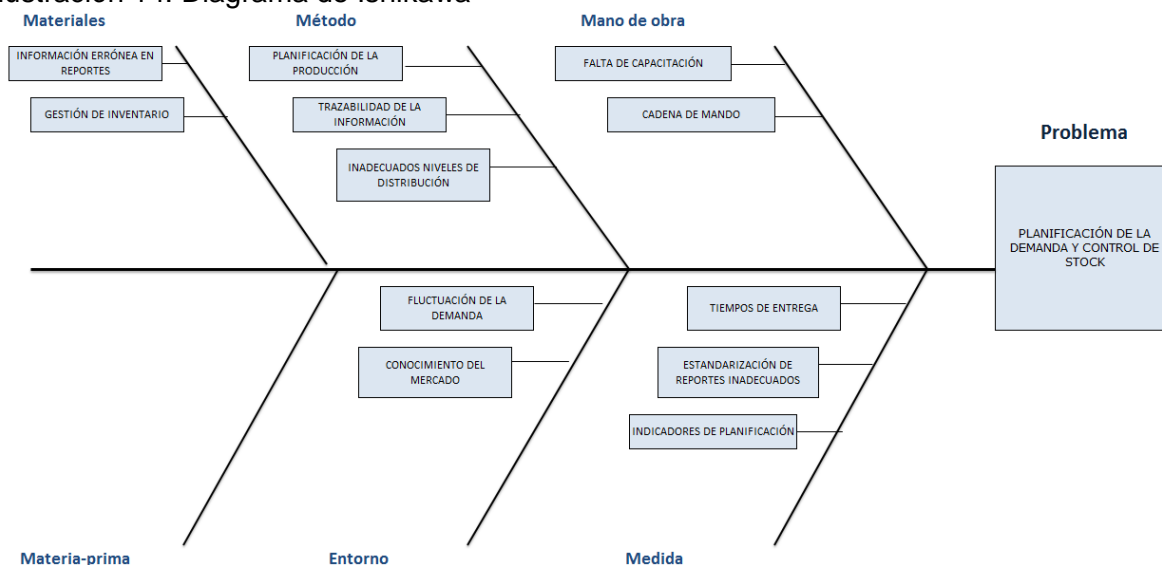 Ilustración 14. Diagrama de Ishikawa
Materiales
Método
Mano de obra
INFORMACIÓN ERRÓNEA EN
REPORTES
GESTIÓN DE INVENTARIO
PLANIFICACIÓN DE LA
PRODUCCIÓN
TRAZABILIDAD DE LA
INFORMACIÓN
INADECUADOS NIVELES DE
DISTRIBUCIÓN
FALTA DE CAPACITACIÓN
CADENA DE MANDO
Problema
PLANIFICACIÓN DE LA
DEMANDA Y CONTROL DE
STOCK
FLUCTUACIÓN DE LA
DEMANDA
CONOCIMIENTO DEL
MERCADO
TIEMPOS DE ENTREGA
ESTANDARIZACIÓN DE
REPORTES INADECUADOS
INDICADORES DE PLANIFICACIÓN
Materia-prima
Entorno
Medida